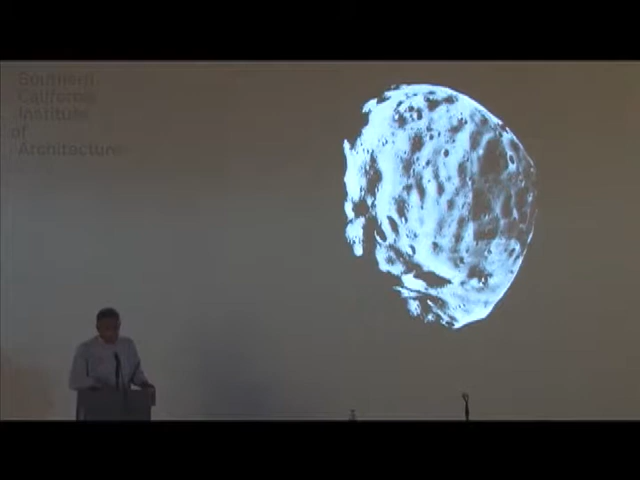 Southern
California
Institute
of
Architecture